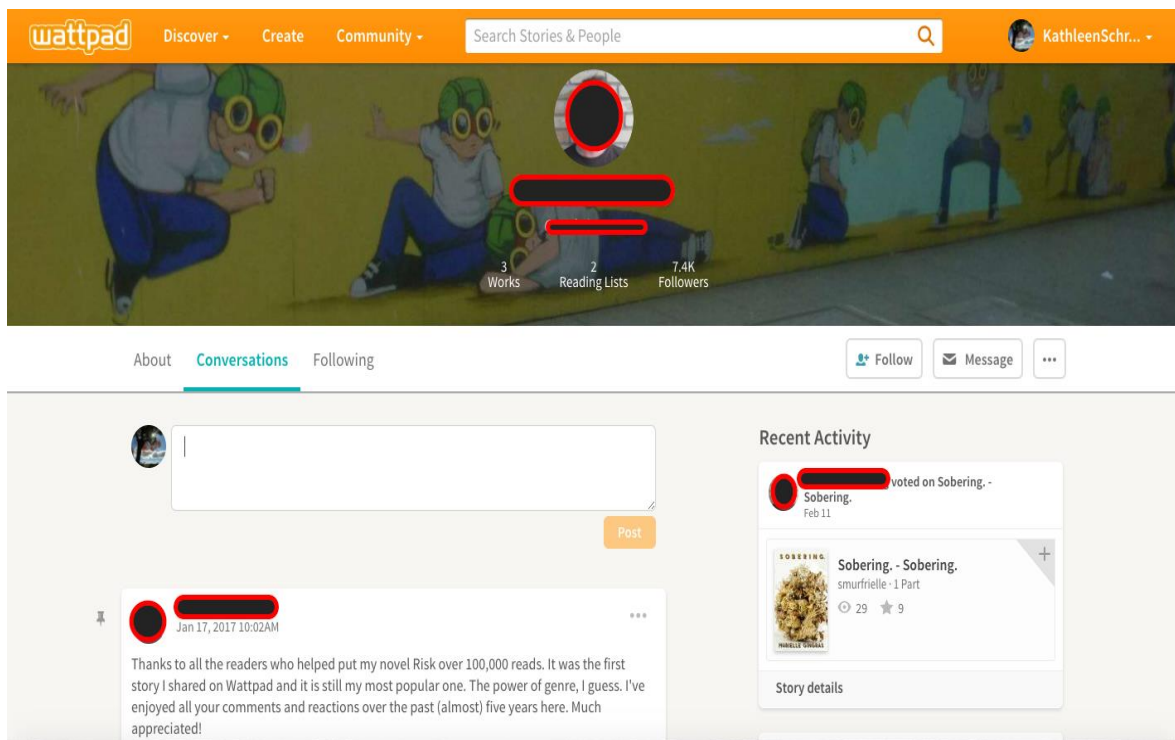 wattpad
Discover
Create
Community
Search Stories & People
KathleenSchr...
3
Works
2
Reading Lists
7.4K
Followers
About
Conversations
Following
Follow
Message
Recent Activity
voted on Sobering. -
Sobering.
Feb 11
Post
SOBERING.
Sobering. - Sobering.
smurfrielle · 1 Part
29
9
Story details
Jan 17, 2017 10:02AM
Thanks to all the readers who helped put my novel Risk over 100,000 reads. It was the first
story I shared on Wattpad and it is still my most popular one. The power of genre, I guess. I've
enjoyed all your comments and reactions over the past (almost) five years here. Much
appreciated!